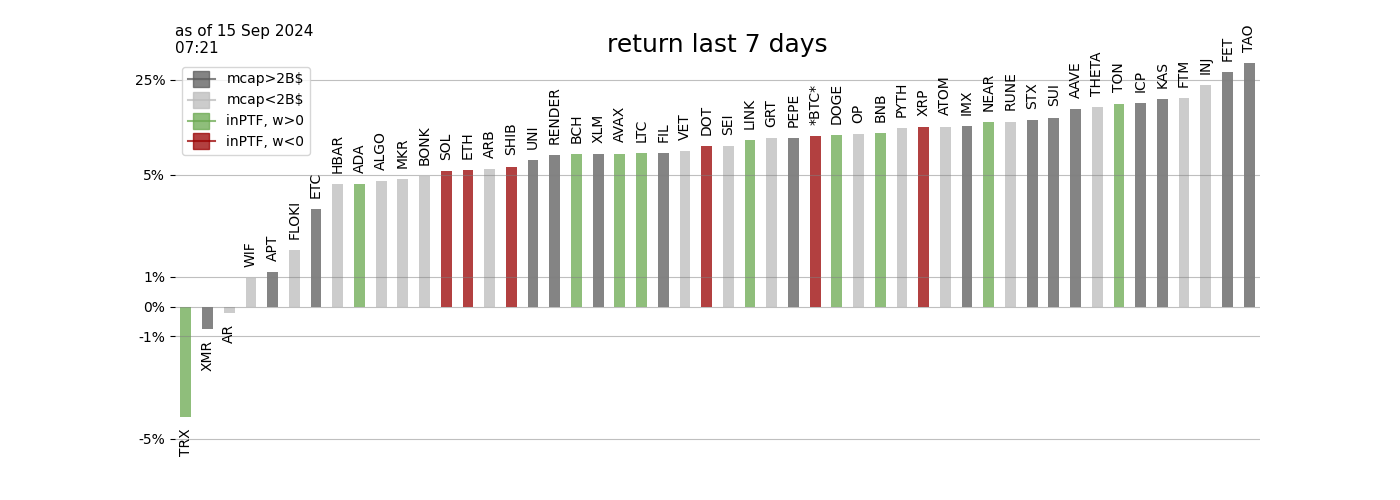 as of 15 Sep 2024
07:21
return last 7 days
mcap>2B$
mcap<2B$
inPTF, w>0
inPTF, w<0
25%
5%
1%
0%
-1%
-5%
TRX
XMR
AR
WIF
APT
FLOKI
ETC
HBAR
ADA
ALGO
MKR
BONK
SOL
ETH
ARB
SHIB
UNI
RENDER
BCH
XLM
AVAX
LTC
FIL
VET
DOT
SEI
LINK
GRT
PEPE
*BTC*
DOGE
OP
BNB
PYTH
XRP
ATOM
IMX
NEAR
RUNE
STX
SUI
AAVE
THETA
TON
ICP
KAS
FTM
INJ
FET
TAO